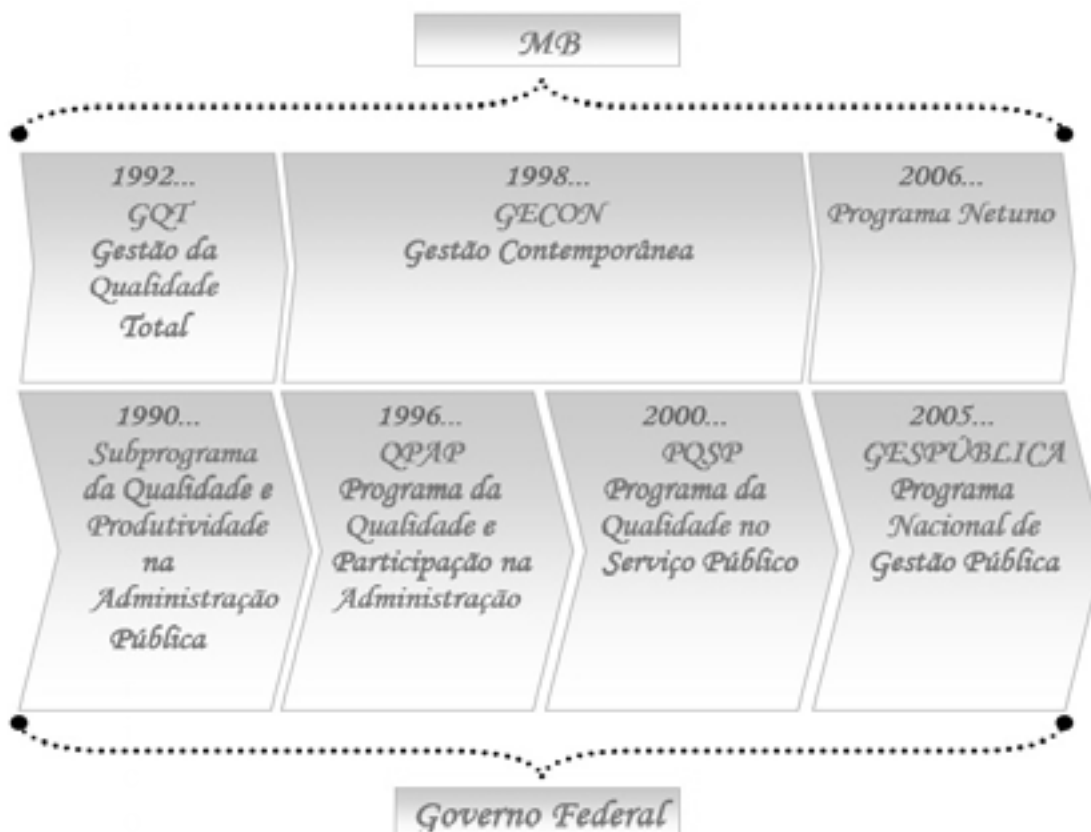 MB
1992...
GQT
Gestão da
Qualidade
Total
1998...
GECON
Gestão Contemporânea
2006...
Programa Netuno
1990...
Subprograma
da Qualidade e
Produtividade
na
Administração
Pública
1996...
QPAP
Programa da
Qualidade e
Participação na
Administração
2000...
PQSP
Programa da
Qualidade no
Serviço Público
2005...
GESPÚBLICA
Programa
Nacional de
Gestão Pública
Governo Federal